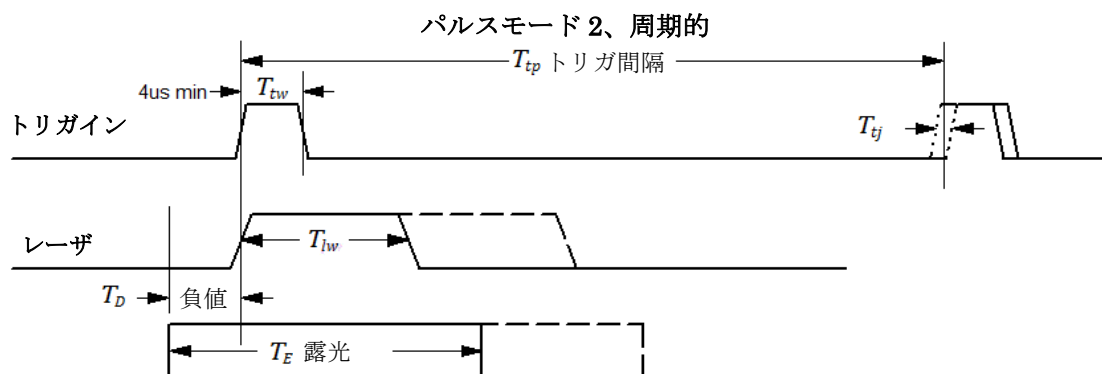 パルスモード 2、周期的
T_tp トリガ間隔
4us min
T_tw
トリガイン
T_tj
レーザ
T_lw
T_D 負値
T_E 露光